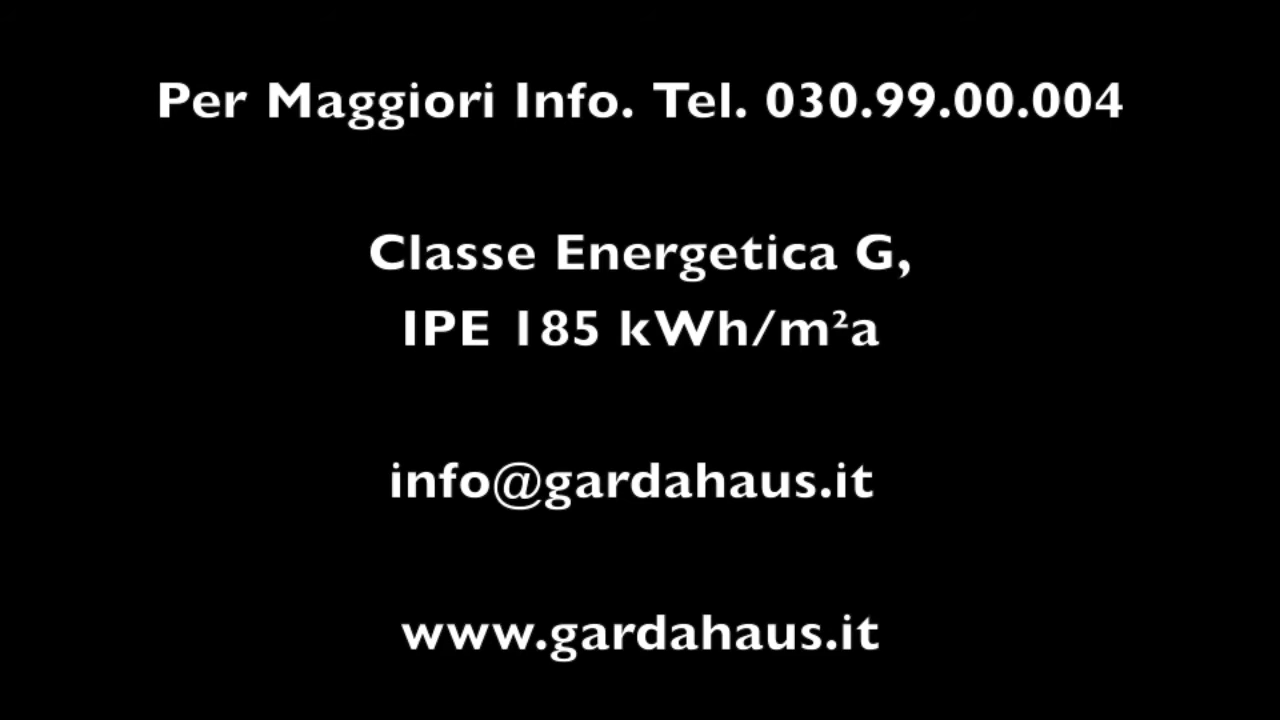 Per Maggiori Info. Tel. 030.99.00.004
Classe Energetica G,
IPE 185 kWh/m²a
info@gardahaus.it
www.gardahaus.it